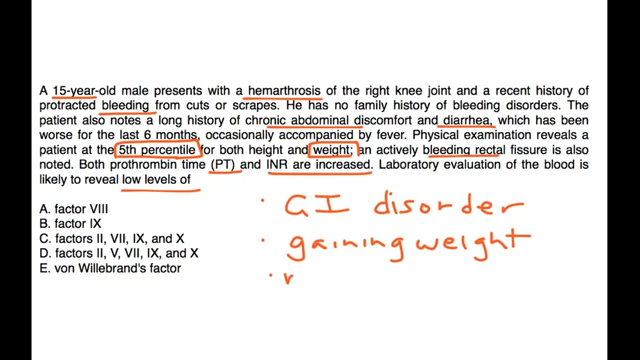 A 15-year-old male presents with a hemarthrosis of the right knee joint and a recent history of
protracted bleeding from cuts or scrapes. He has no family history of bleeding disorders. The
patient also notes a long history of chronic abdominal discomfort and diarrhea, which has been
worse for the last 6 months, occasionally accompanied by fever. Physical examination reveals a
patient at the 5th percentile for both height and weight; an actively bleeding rectal fissure is also
noted. Both prothrombin time (PT) and INR are increased. Laboratory evaluation of the blood is
likely to reveal low levels of
A. factor VIII
B. factor IX
C. factors II, VII, IX, and X
D. factors II, V, VII, IX, and X
E. von Willebrand's factor
· GI disorder
· gaining weight